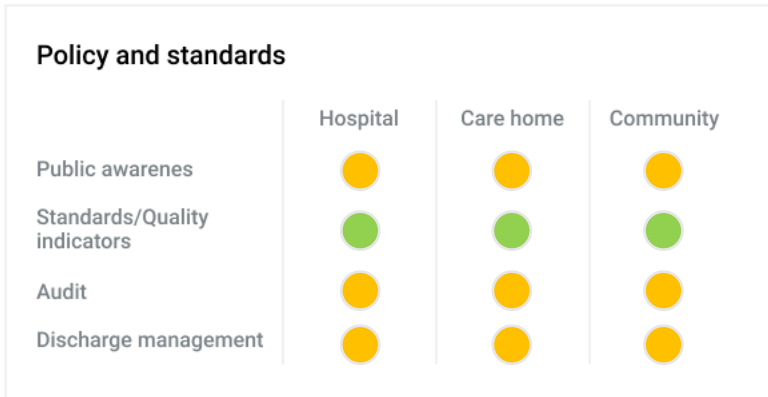 Policy and standards
Hospital Care home Community
Public awarenes
Standards/Quality
indicators
Audit
Discharge management